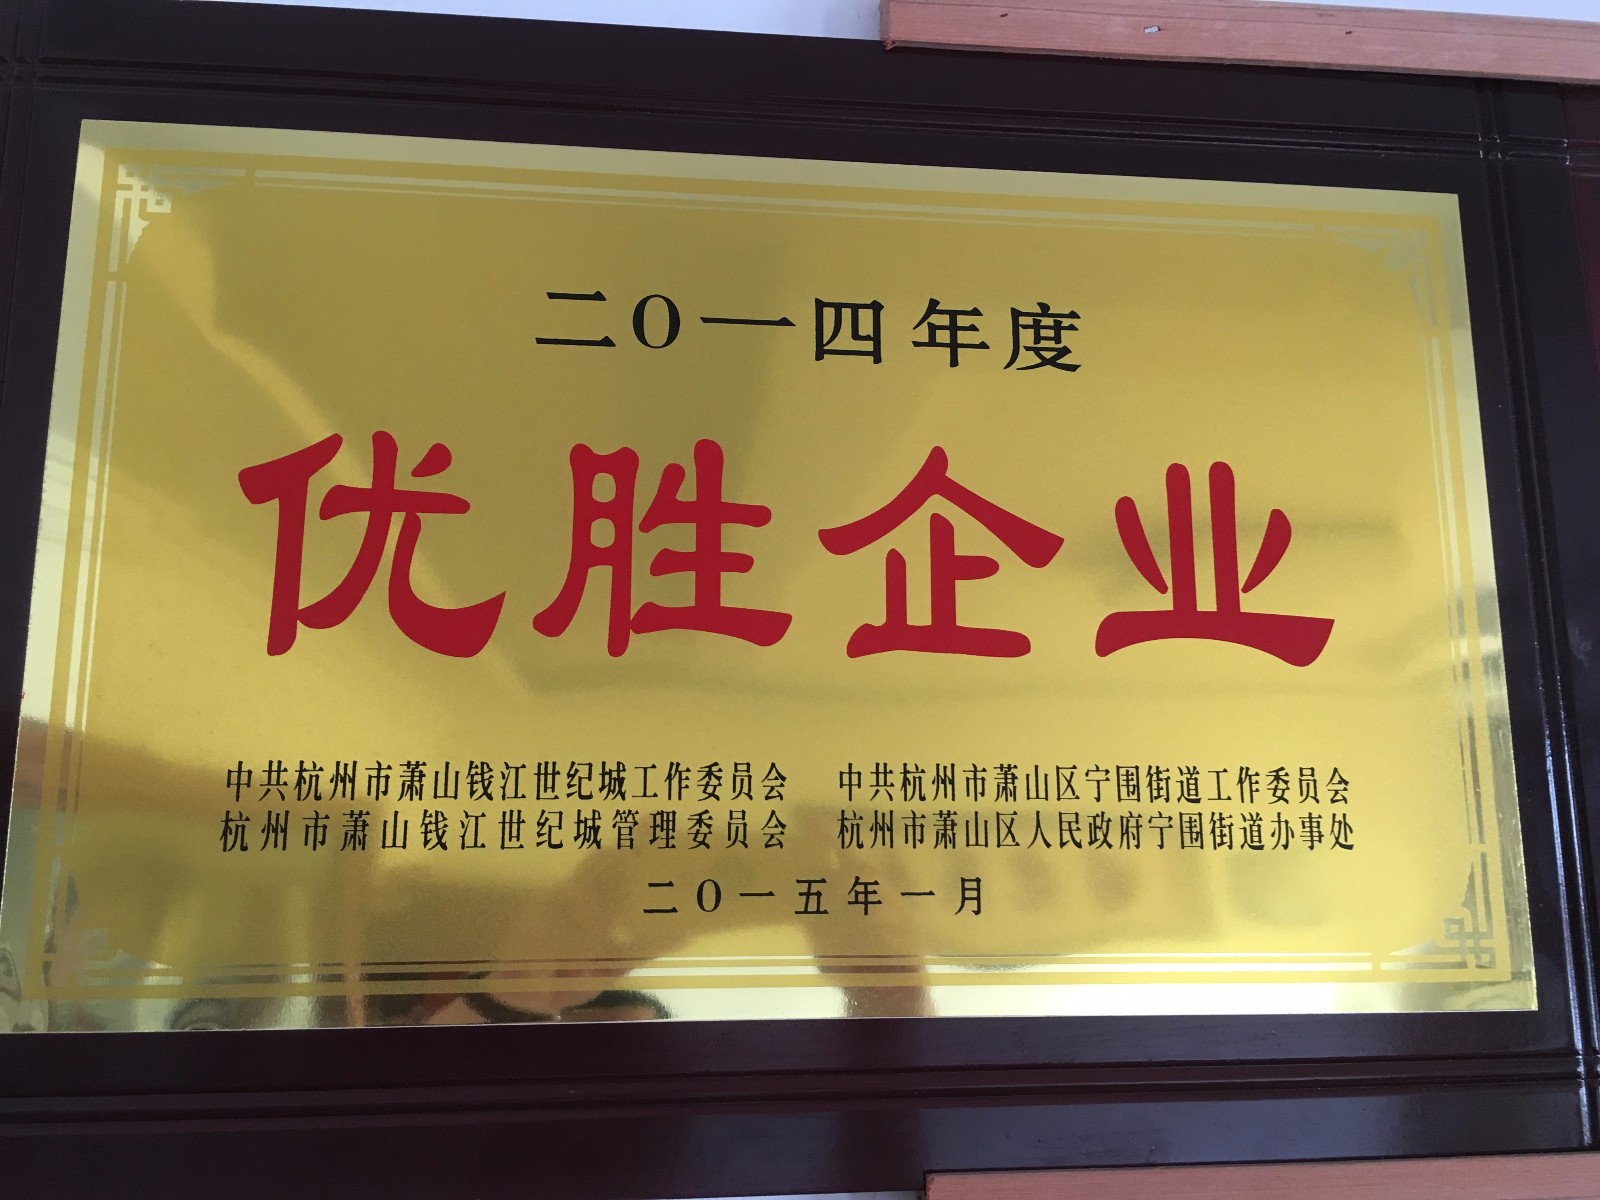 二〇一四年度
优胜企业
中共杭州市萧山钱江世纪城工作委员会 中共杭州市萧山区宁围街道工作委员会
杭州市萧山钱江世纪城管理委员会 杭州市萧山区人民政府宁围街道办事处
二〇一五年一月